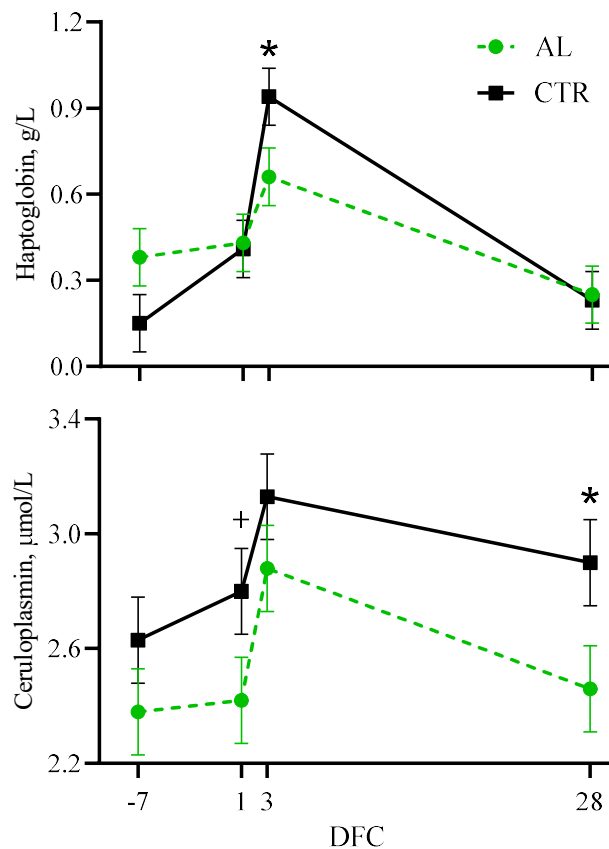 1.2
0.9
0.6
0.3
0.0
Haptoglobin, g/L
*
AL
CTR
3.4
3.0
2.6
2.2
Ceruloplasmin, µmol/L
+
*
-7 1 3 28
DFC